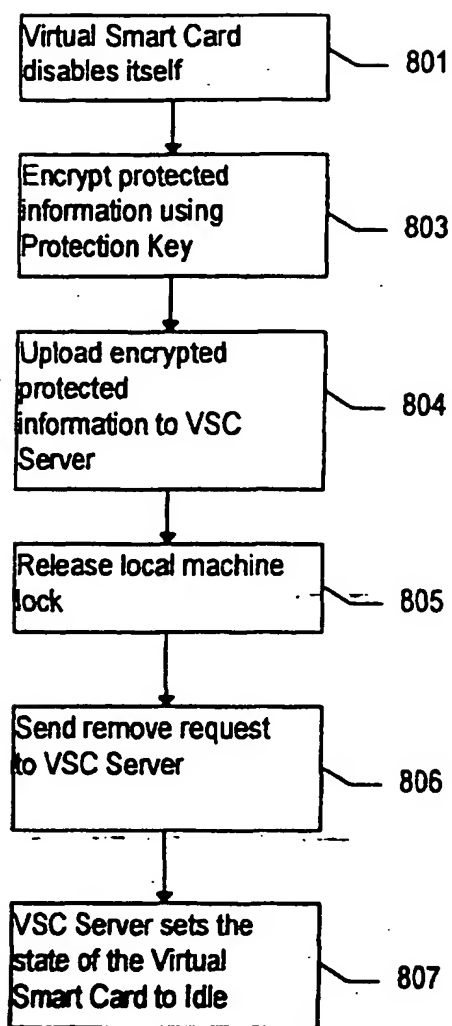 Virtual Smart Card
disables itself
801
Encrypt protected
information using
Protection Key
803
Upload encrypted
protected
information to VSC
Server
804
Release local machine
lock
805
Send remove request
to VSC Server
806
VSC Server sets the
state of the Virtual
Smart Card to Idle
807